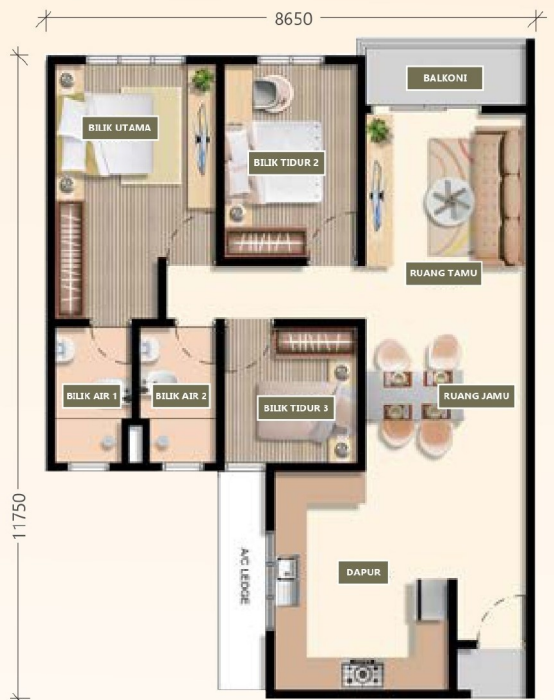 8650
BALKONI
BILIK UTAMA
BILIK TIDUR 2
RUANG TAMU
BILIK AIR 1
BILIK AIR 2
BILIK TIDUR 3
RUANG JAMU
11750
A/C LEDGE
DAPUR